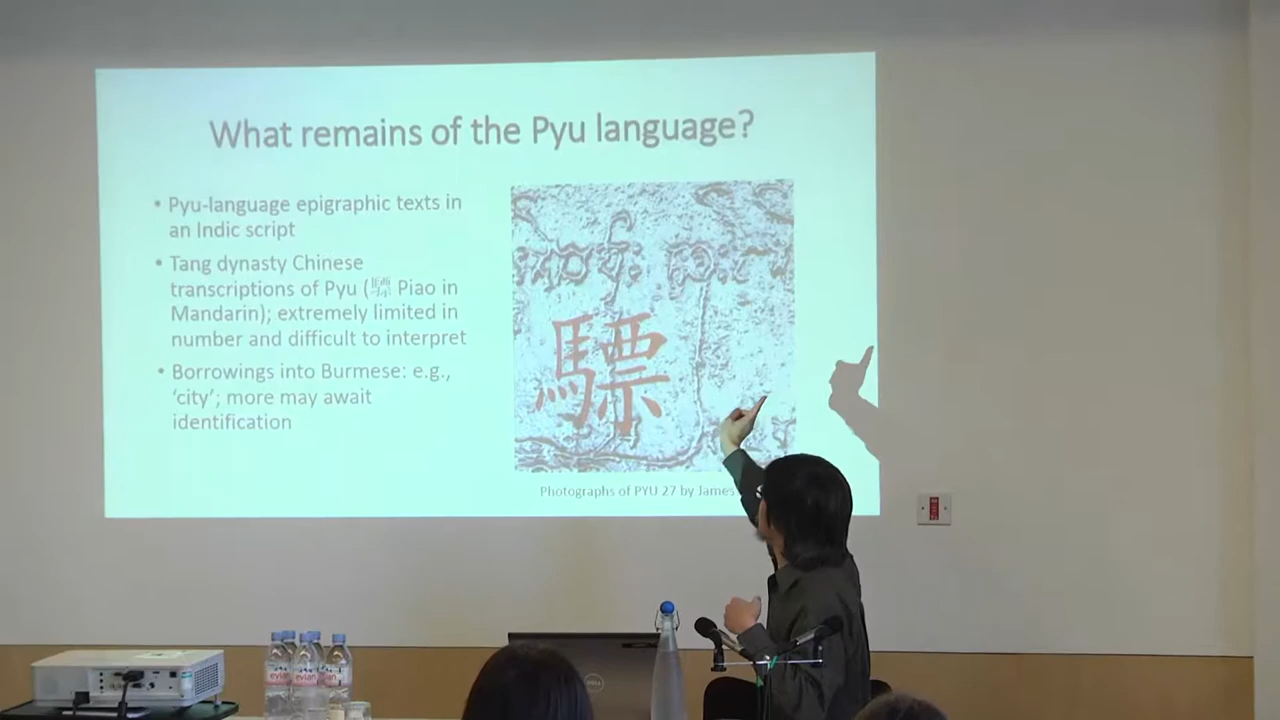 What remains of the Pyu language?
• Pyu-language epigraphic texts in
an Indic script
• Tang dynasty Chinese
transcriptions of Pyu (驃 Piao in
Mandarin); extremely limited in
number and difficult to interpret
• Borrowings into Burmese: e.g.,
‘city’; more may await
identification
驃
Photographs of PYU 27 by James
evian
evian
DELL